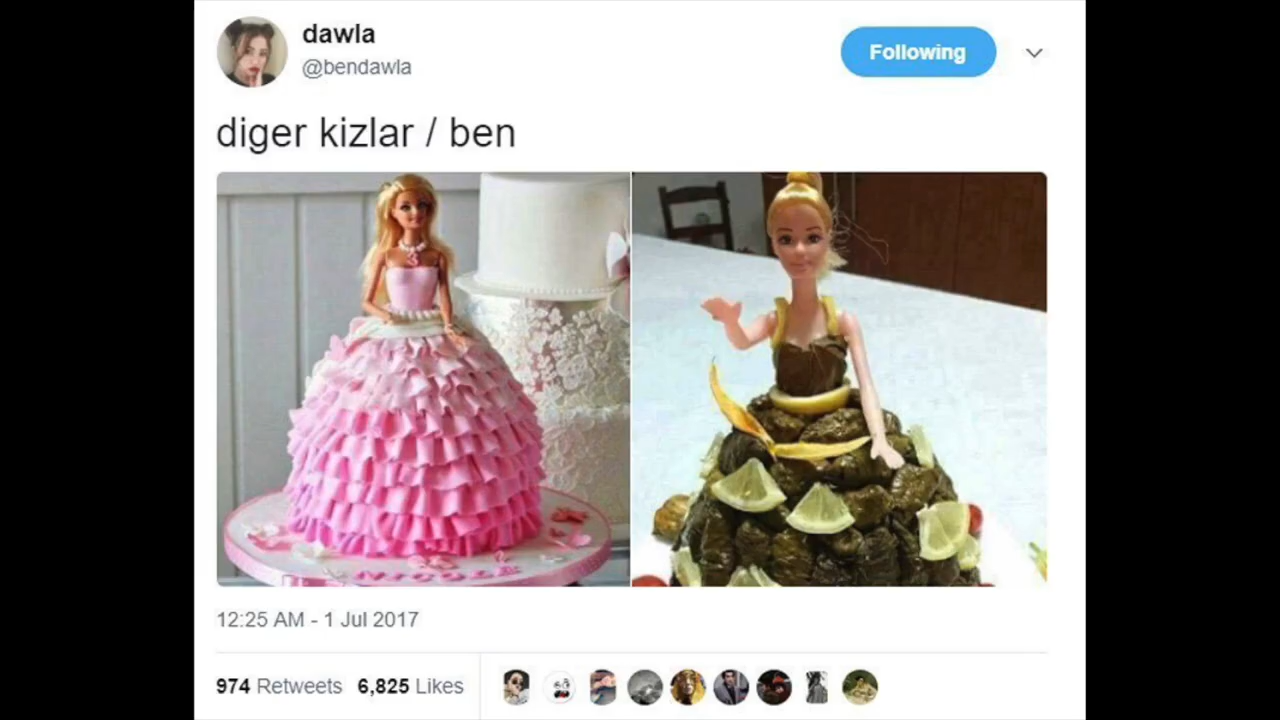 dawla
@bendawla
Following
diger kizlar / ben
12:25 AM - 1 Jul 2017
974 Retweets 6,825 Likes